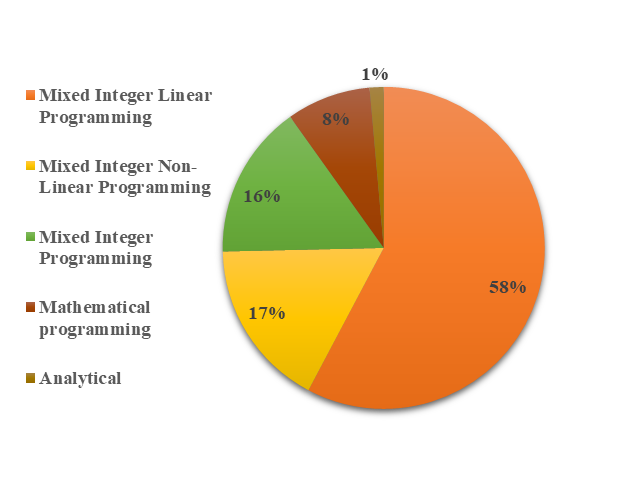 1%
Mixed Integer Linear
Programming
8%
Mixed Integer Non-
Linear Programming
16%
Mixed Integer
Programming
58%
Mathematical
programming
17%
Analytical